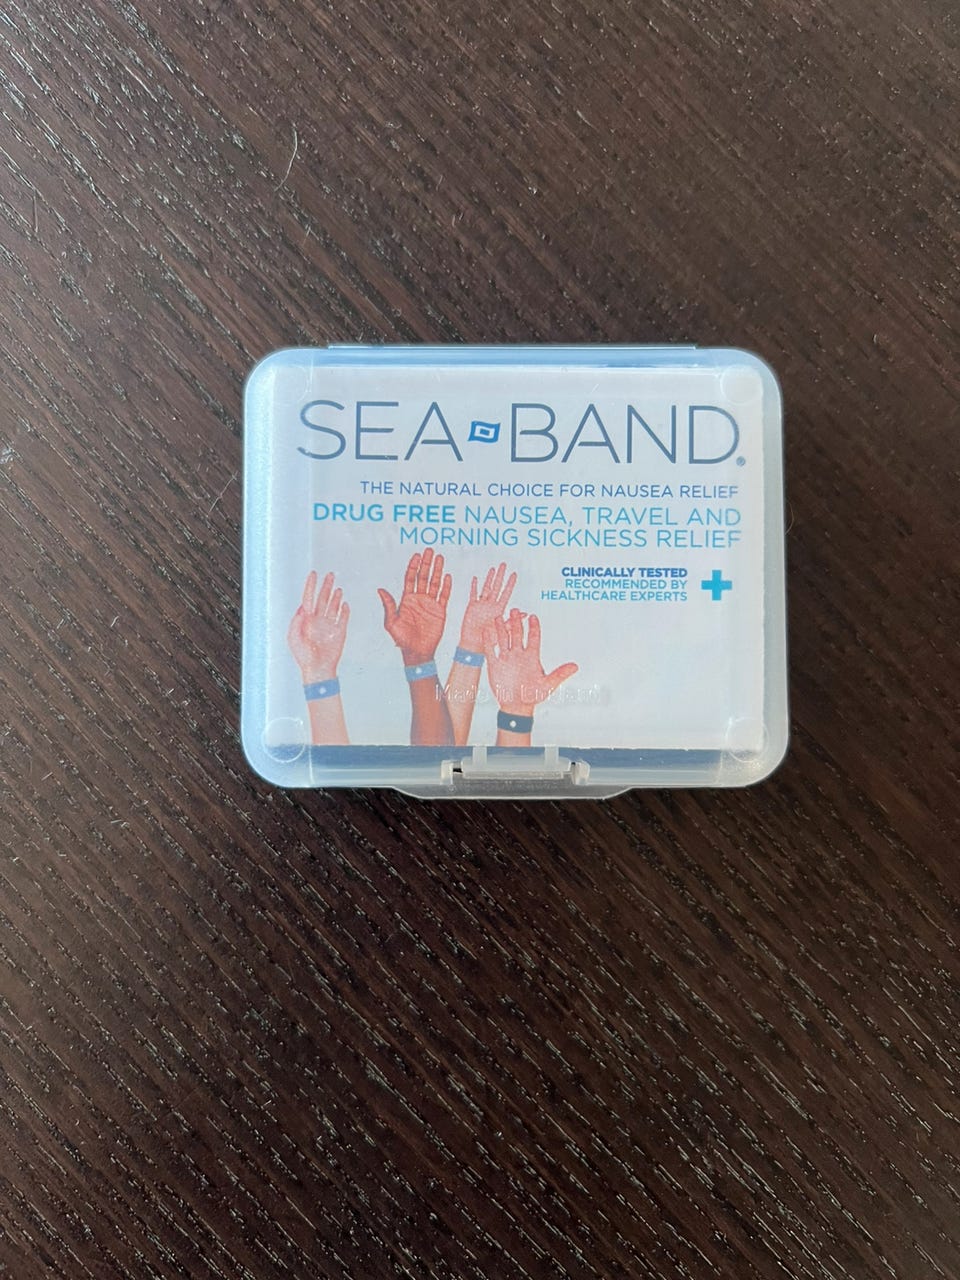 SEA BAND®
THE NATURAL CHOICE FOR NAUSEA RELIEF
DRUG FREE NAUSEA, TRAVEL AND
MORNING SICKNESS RELIEF
CLINICALLY TESTED
RECOMMENDED BY
HEALTHCARE EXPERTS
Made in England